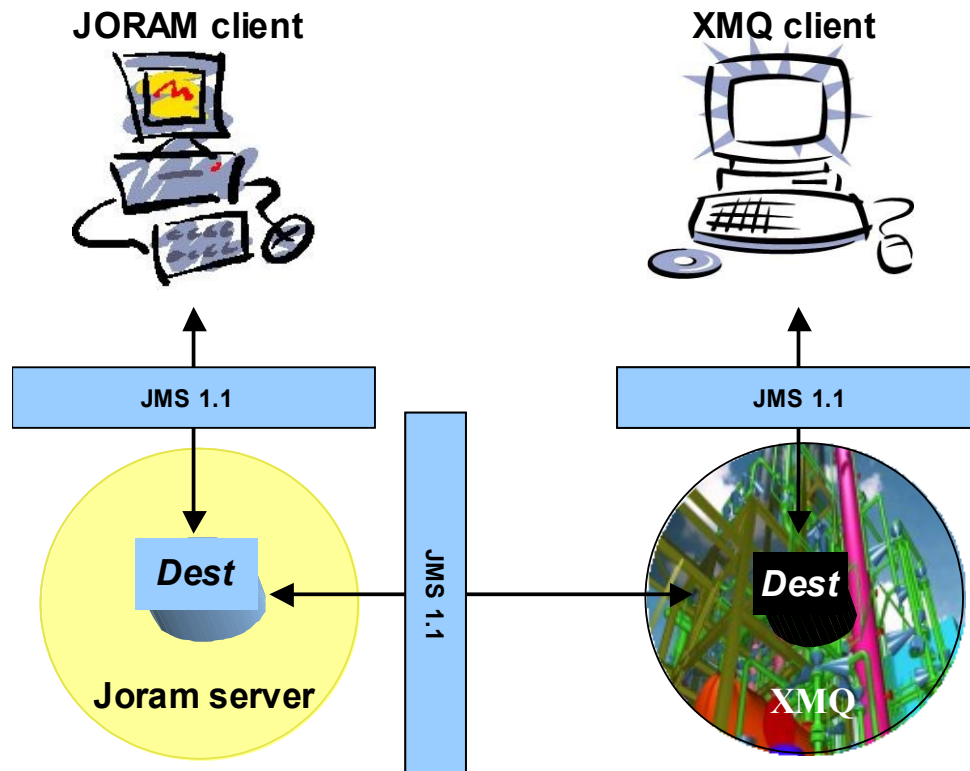 JORAM client
XMQ client
JMS 1.1
JMS 1.1
JMS 1.1
Dest
Dest
Joram server
XMQ